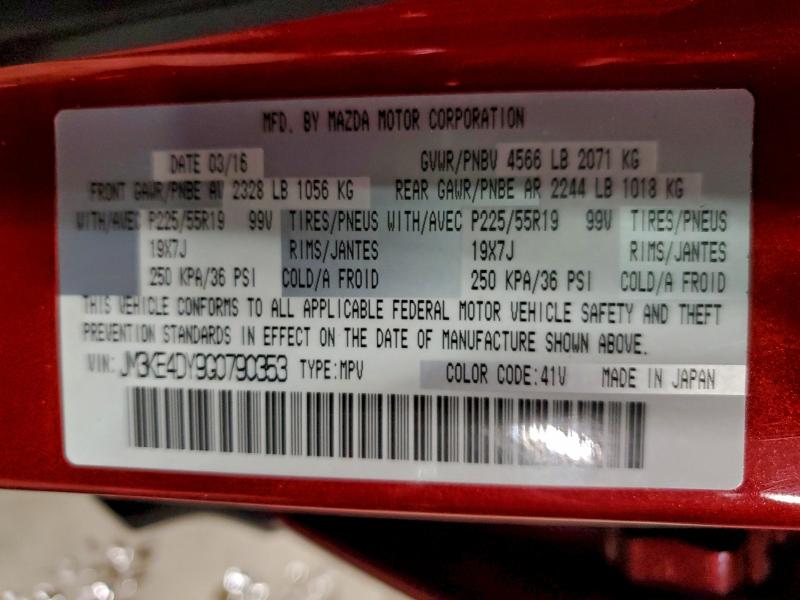 MFD. BY MAZDA MOTOR CORPORATION
DATE 03/16 GVWR/PNBV 4566 LB 2071 KG
FRONT GAWR/PNBE AV 2328 LB 1056 KG REAR GAWR/PNBE AR 2244 LB 1018 KG
WITH/AVEC P225/55R19 99V TIRES/PNEUS WITH/AVEC P225/55R19 99V TIRES/PNEUS
19X7J RIMS/JANTES 19X7J RIMS/JANTES
250 KPA/36 PSI COLD/A FROID 250 KPA/36 PSI COLD/A FROID
THIS VEHICLE CONFORMS TO ALL APPLICABLE FEDERAL MOTOR VEHICLE SAFETY AND THEFT
PREVENTION STANDARDS IN EFFECT ON THE DATE OF MANUFACTURE SHOWN ABOVE.
VIN: JM3KE4DY9G0790353 TYPE:MPV COLOR CODE:41V MADE IN JAPAN